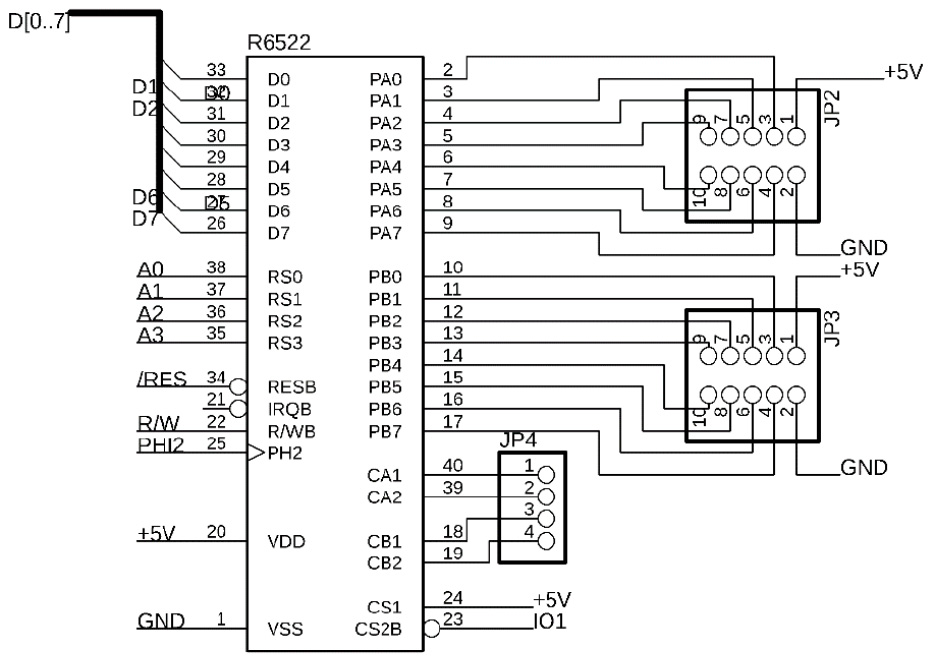 D[0..7]
R6522
33 D0 PA0 2
+5V
D1 32 D0 D1 PA1 3
JP2
D2 31 D2 PA2 4
9 7 5 3 1
30 D3 PA3 5
29 D4 PA4 6
28 D5 PA5 7
10 8 6 4 2
D6 27 D5 D6 PA6 8
D7 26 D7 PA7 9
GND
A0 38 RS0 PB0 10
+5V
A1 37 RS1 PB1 11
A2 36 RS2 PB2 12
JP3
A3 35 RS3 PB3 13
9 7 5 3 1
PB4 14
/RES 34 RESB PB5 15
21 IRQB PB6 16
10 8 6 4 2
R/W 22 R/WB PB7 17
JP4
PHI2 25 PH2
GND
CA1 40 1
CA2 39 2
3
+5V 20 VDD CB1 18 4
CB2 19
CS1 24 +5V
GND 1 VSS CS2B 23 IO1